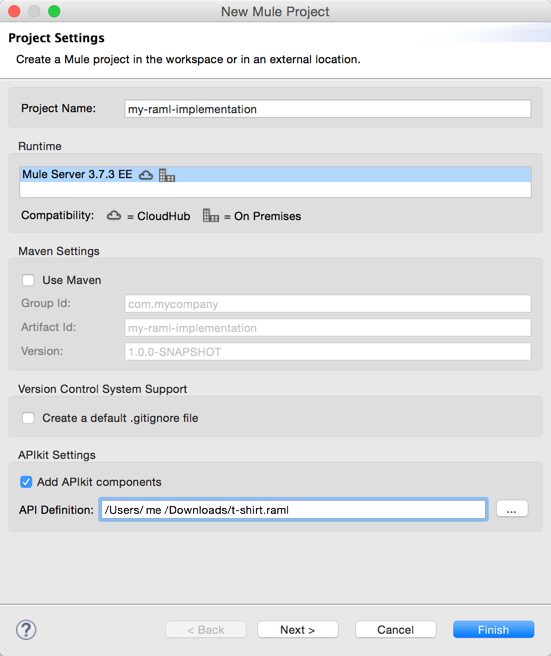 New Mule Project
Project Settings
Create a Mule project in the workspace or in an external location.
Project Name: my-raml-implementation
Runtime
Mule Server 3.7.3 EE
Compatibility: = CloudHub = On Premises
Maven Settings
Use Maven
Group Id: com.mycompany
Artifact Id: my-raml-implementation
Version: 1.0.0-SNAPSHOT
Version Control System Support
Create a default .gitignore file
APIkit Settings
Add APIkit components
API Definition: /Users/ me /Downloads/t-shirt.raml ...
? < Back Next > Cancel Finish